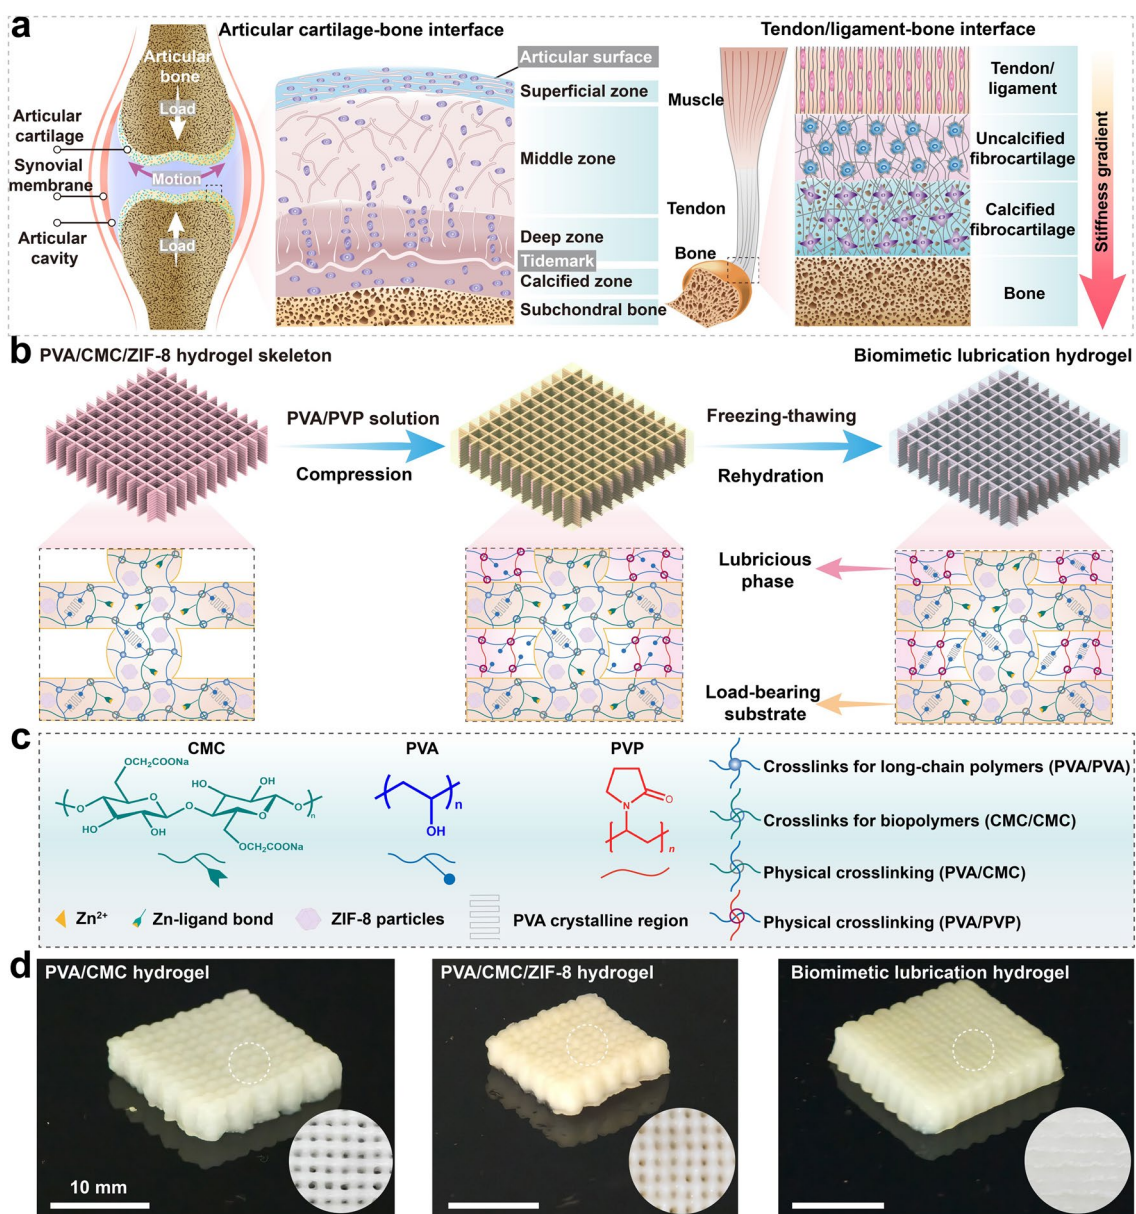 a
Articular cartilage-bone interface
Tendon/ligament-bone interface
Articular
bone
Load
Articular
cartilage
Synovial
membrane
Motion
Articular
cavity
Load
Articular surface
Superficial zone
Middle zone
Deep zone
Tidemark
Calcified zone
Subchondral bone
Muscle
Tendon
Bone
Tendon/
ligament
Uncalcified
fibrocartilage
Calcified
fibrocartilage
Bone
Stiffness gradient
b
PVA/CMC/ZIF-8 hydrogel skeleton
Biomimetic lubrication hydrogel
PVA/PVP solution
Compression
Freezing-thawing
Rehydration
Lubricious
phase
Load-bearing
substrate
c
CMC
PVA
PVP
OCH₂COONa
HO
OH
O
O
O
O
n
HO
OH
OCH₂COONa
n
OH
N
O
n
Crosslinks for long-chain polymers (PVA/PVA)
Crosslinks for biopolymers (CMC/CMC)
Physical crosslinking (PVA/CMC)
Physical crosslinking (PVA/PVP)
Zn²⁺
Zn-ligand bond
ZIF-8 particles
PVA crystalline region
d
PVA/CMC hydrogel
PVA/CMC/ZIF-8 hydrogel
Biomimetic lubrication hydrogel
10 mm